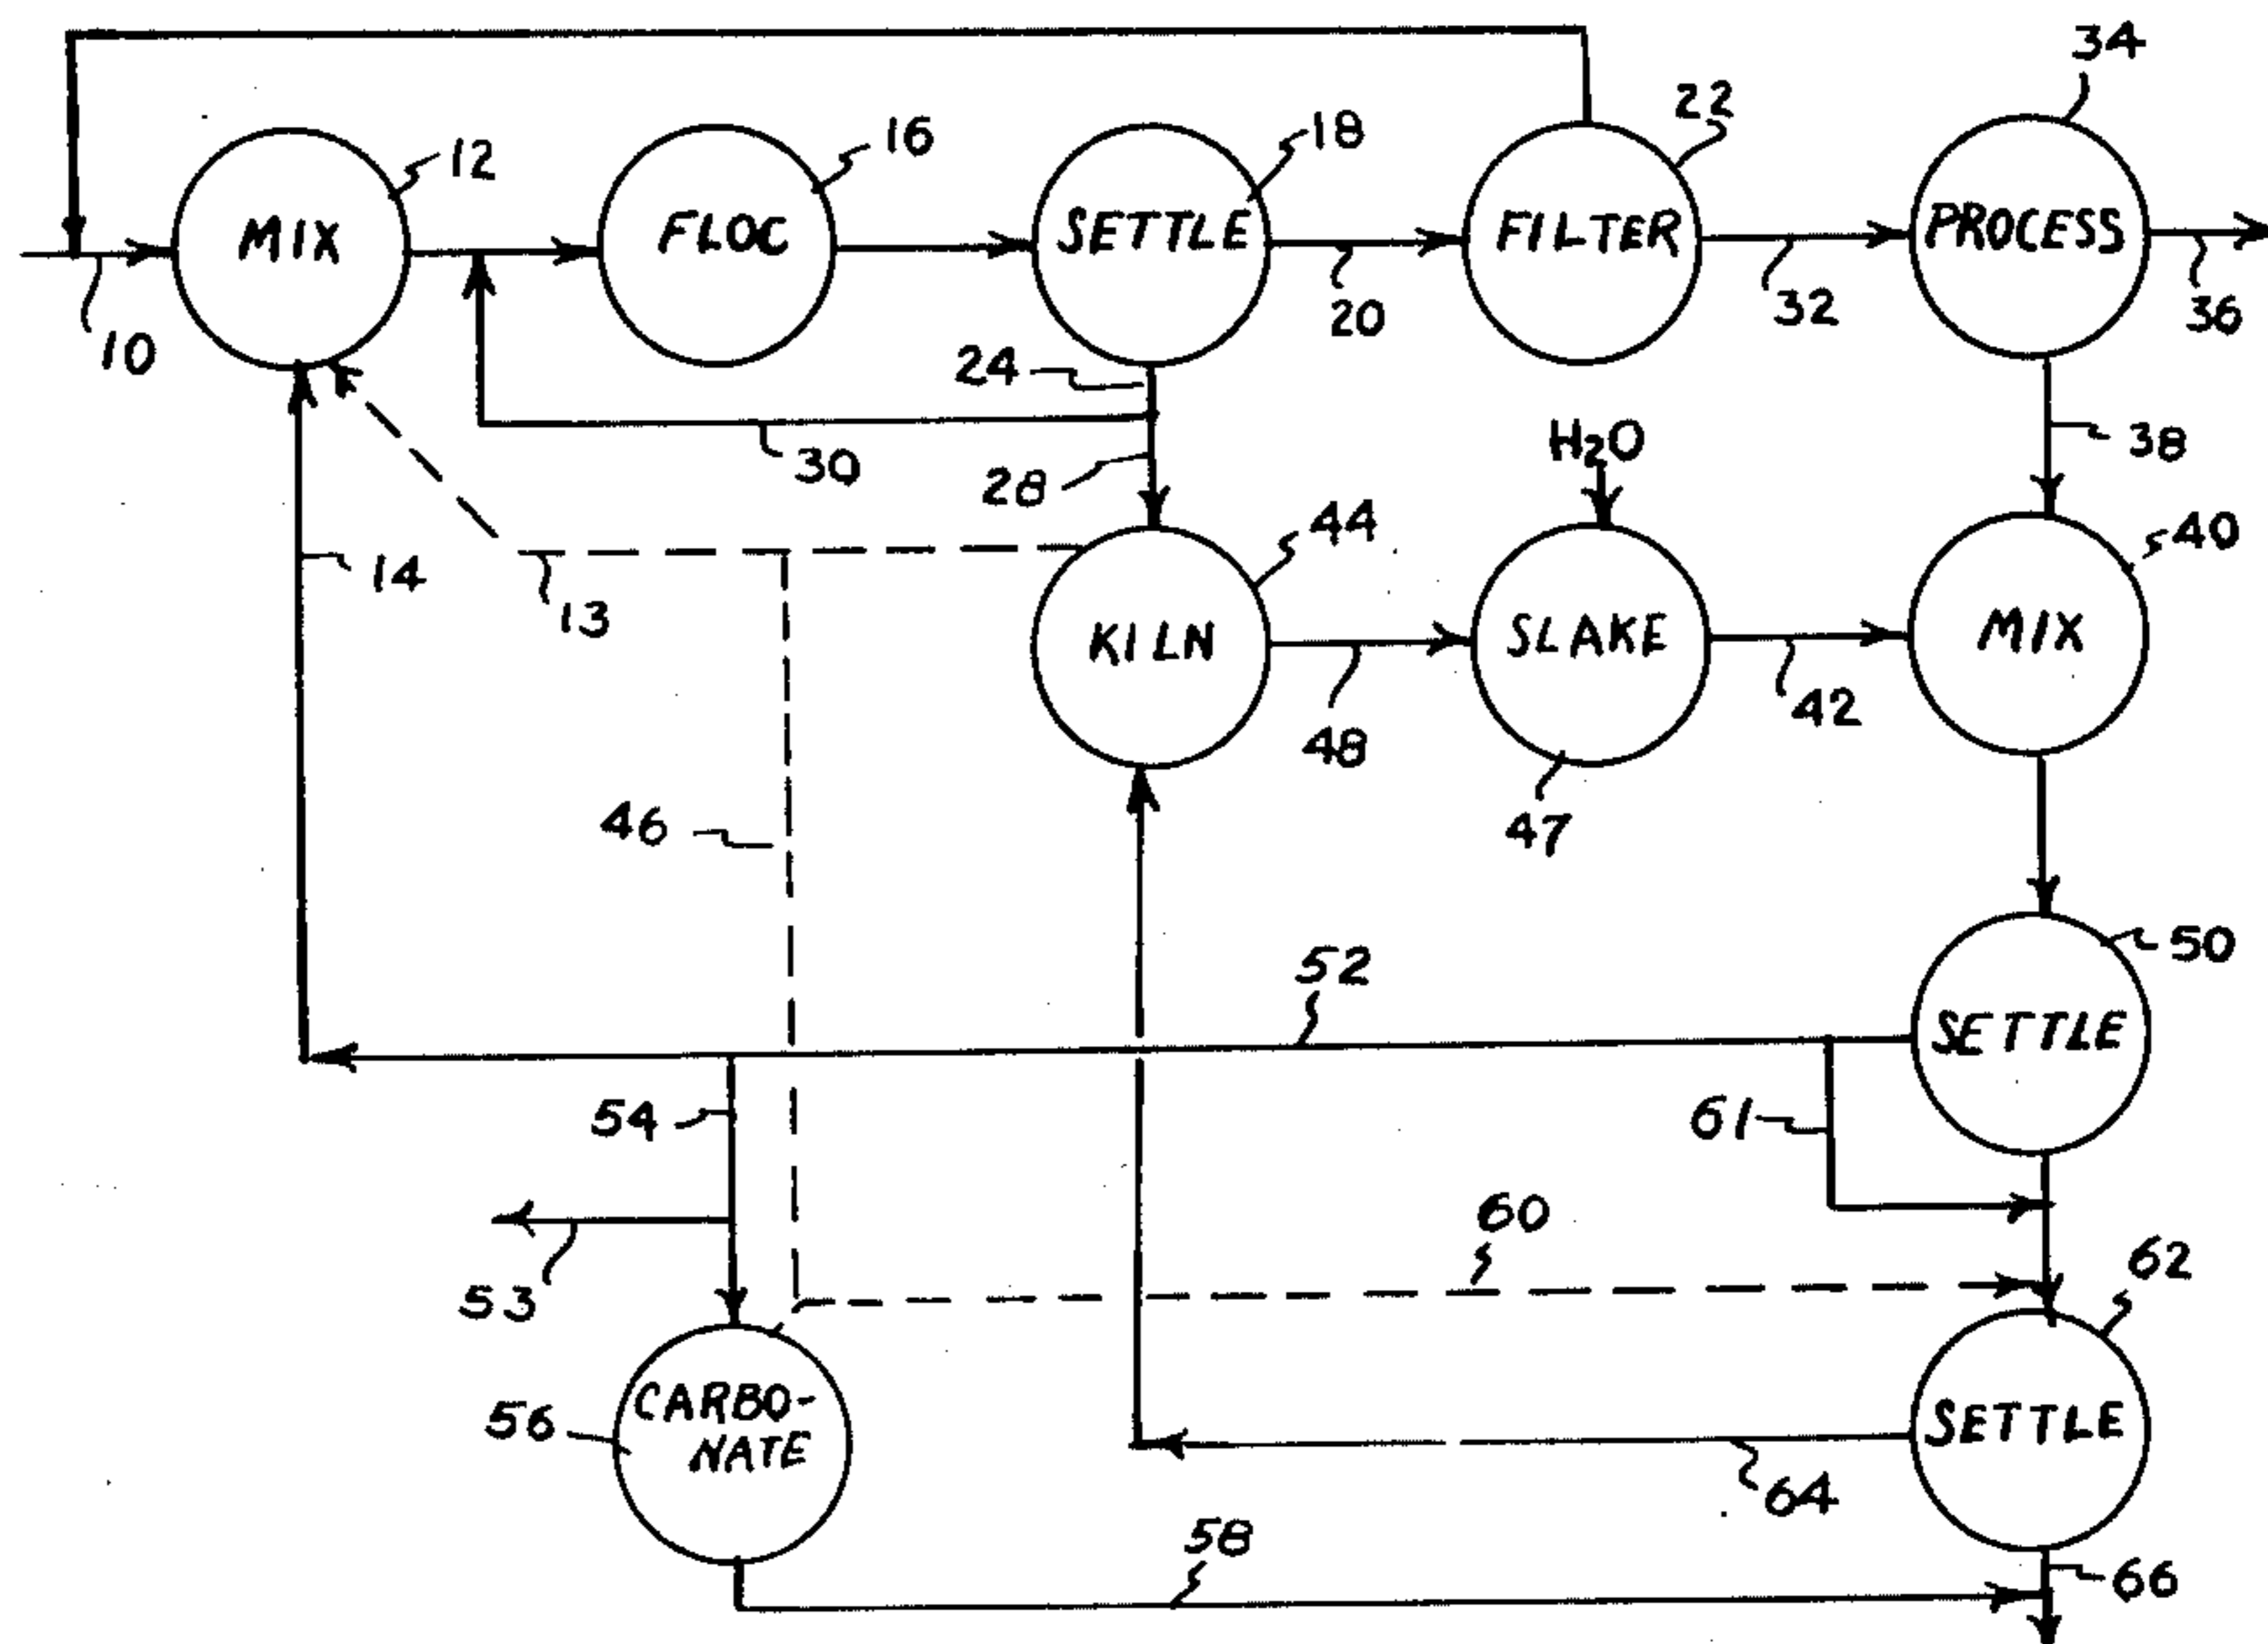 34
22
12
16
18
MIX
FLOC
SETTLE
FILTER
PROCESS
10
20
32
36
24
30
28
H₂O
38
14
13
44
40
KILN
SLAKE
MIX
48
42
46
47
52
50
SETTLE
54
61
53
60
62
CARBO-
NATE
56
SETTLE
64
58
66